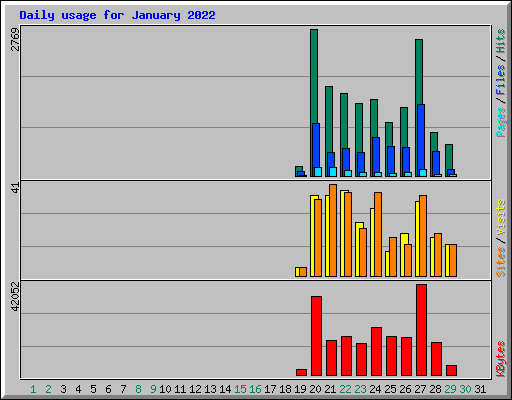 Daily usage for January 2022
2769
Pages / Files / Hits
41
Sites / Visits
42052
KBytes
1 2 3 4 5 6 7 8 9 10 11 12 13 14 15 16 17 18 19 20 21 22 23 24 25 26 27 28 29 30 31